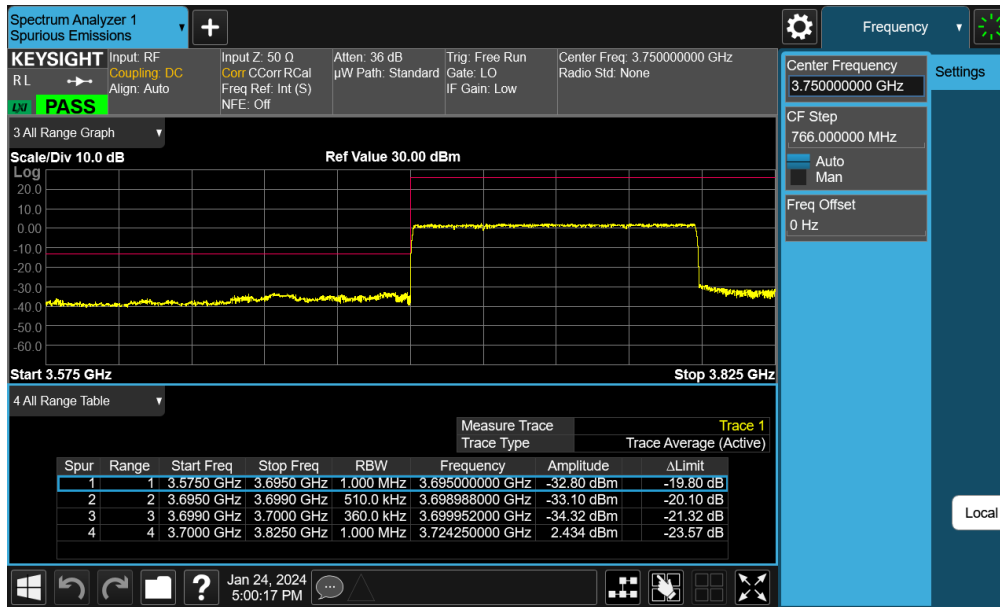 Spectrum Analyzer 1
Spurious Emissions
Frequency
KEYSIGHT
R L
LXI
PASS
Input: RF
Coupling: DC
Align: Auto
Input Z: 50 Ω
Corr CCorr RCal
Freq Ref: Int (S)
NFE: Off
Atten: 36 dB
µW Path: Standard
Trig: Free Run
Gate: LO
IF Gain: Low
Center Freq: 3.750000000 GHz
Radio Std: None
Center Frequency
3.750000000 GHz
Settings
CF Step
766.000000 MHz
Auto
Man
Freq Offset
0 Hz
3 All Range Graph
Scale/Div 10.0 dB
Ref Value 30.00 dBm
Log
20.0
10.0
0.00
-10.0
-20.0
-30.0
-40.0
-50.0
-60.0
Start 3.575 GHz
Stop 3.825 GHz
4 All Range Table
Measure Trace Trace 1
Trace Type Trace Average (Active)
Spur Range Start Freq Stop Freq RBW Frequency Amplitude ΔLimit
1 1 3.5750 GHz 3.6950 GHz 1.000 MHz 3.695000000 GHz -32.80 dBm -19.80 dB
2 2 3.6950 GHz 3.6990 GHz 510.0 kHz 3.698988000 GHz -33.10 dBm -20.10 dB
3 3 3.6990 GHz 3.7000 GHz 360.0 kHz 3.699952000 GHz -34.32 dBm -21.32 dB
4 4 3.7000 GHz 3.8250 GHz 1.000 MHz 3.724250000 GHz 2.434 dBm -23.57 dB
Local
?
Jan 24, 2024
5:00:17 PM